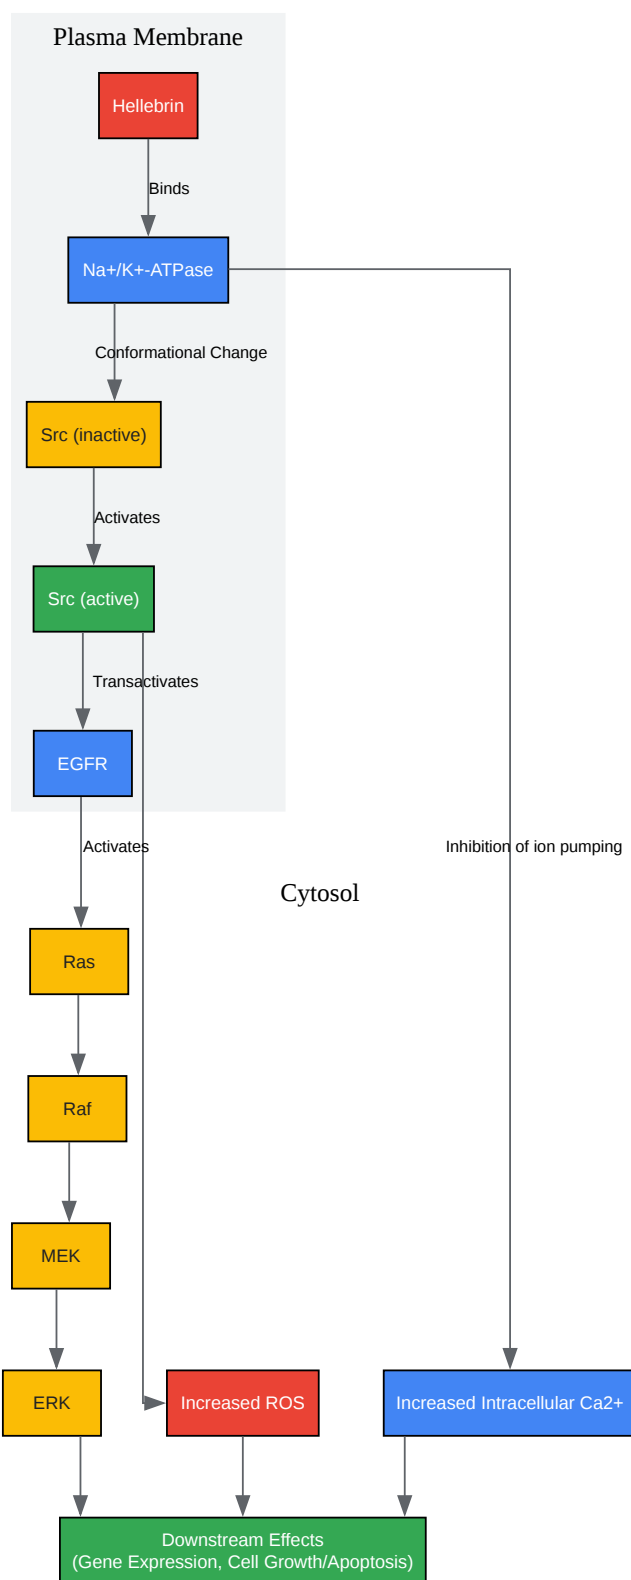 Plasma Membrane
Hellebrin
Binds
Na+/K+-ATPase
Conformational Change
Src (inactive)
Activates
Src (active)
Transactivates
EGFR
Activates
Inhibition of ion pumping
Cytosol
Ras
Raf
MEK
ERK
Increased ROS
Increased Intracellular Ca2+
Downstream Effects
(Gene Expression, Cell Growth/Apoptosis)